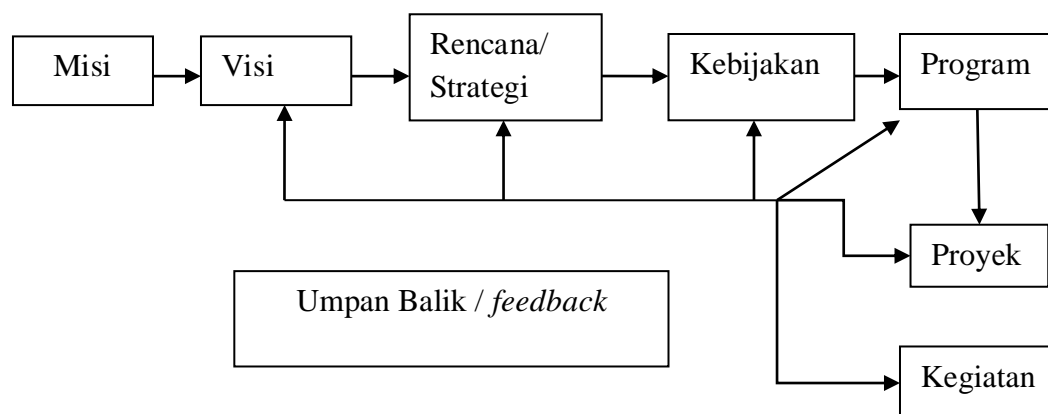 Misi
Visi
Rencana/
Strategi
Kebijakan
Program
Proyek
Umpan Balik / feedback
Kegiatan